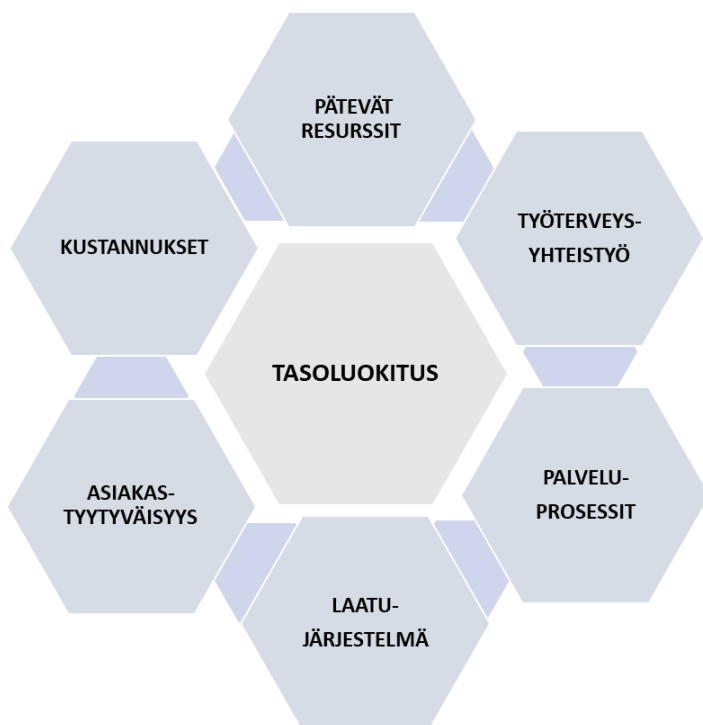 PÄTEVÄT
RESURSSIT
TYÖTERVEYS-
YHTEISTYÖ
KUSTANNUKSET
TASOLUOKITUS
PALVELU-
PROSESSIT
ASIAKAS-
TYYTYVÄISYYS
LAATU-
JÄRJESTELMÄ